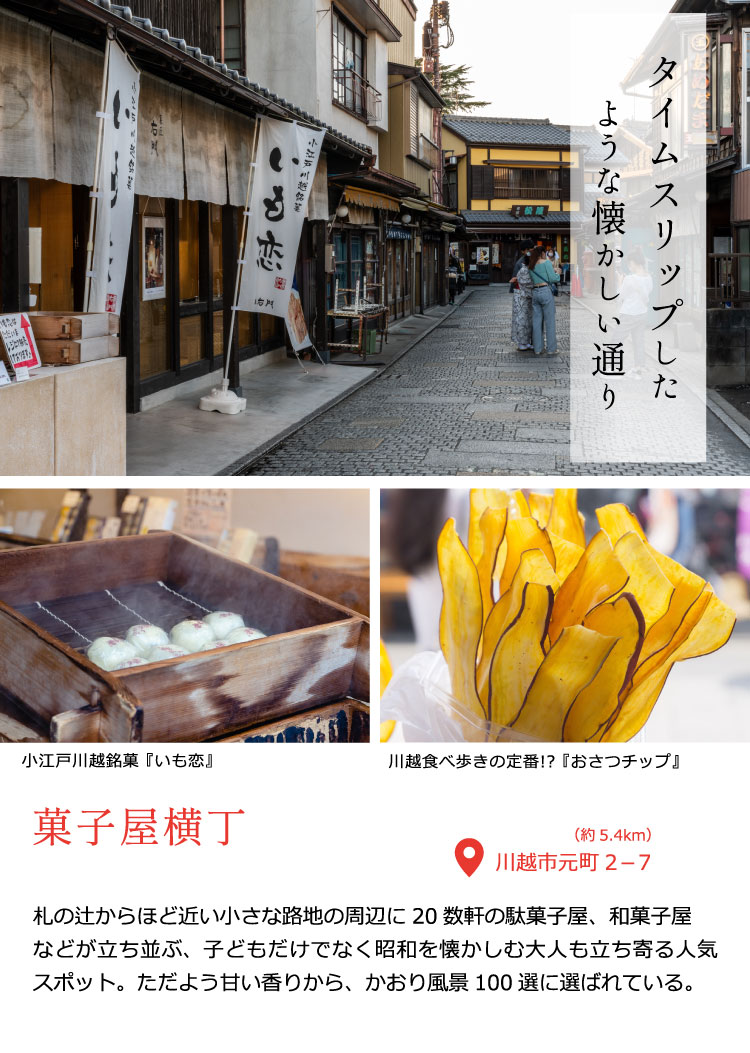 タイムスリップした
ような懐かしい通り
いも恋
小江戸川越銘菓
いも恋
右門
右門
小江戸川越銘菓『いも恋』
川越食べ歩きの定番!?『おさつチップ』
菓子屋横丁
（約 5.4km）
川越市元町 2－7
札の辻からほど近い小さな路地の周辺に 20 数軒の駄菓子屋、和菓子屋
などが立ち並ぶ、子どもだけでなく昭和を懐かしむ大人も立ち寄る人気
スポット。ただよう甘い香りから、かおり風景 100 選に選ばれている。